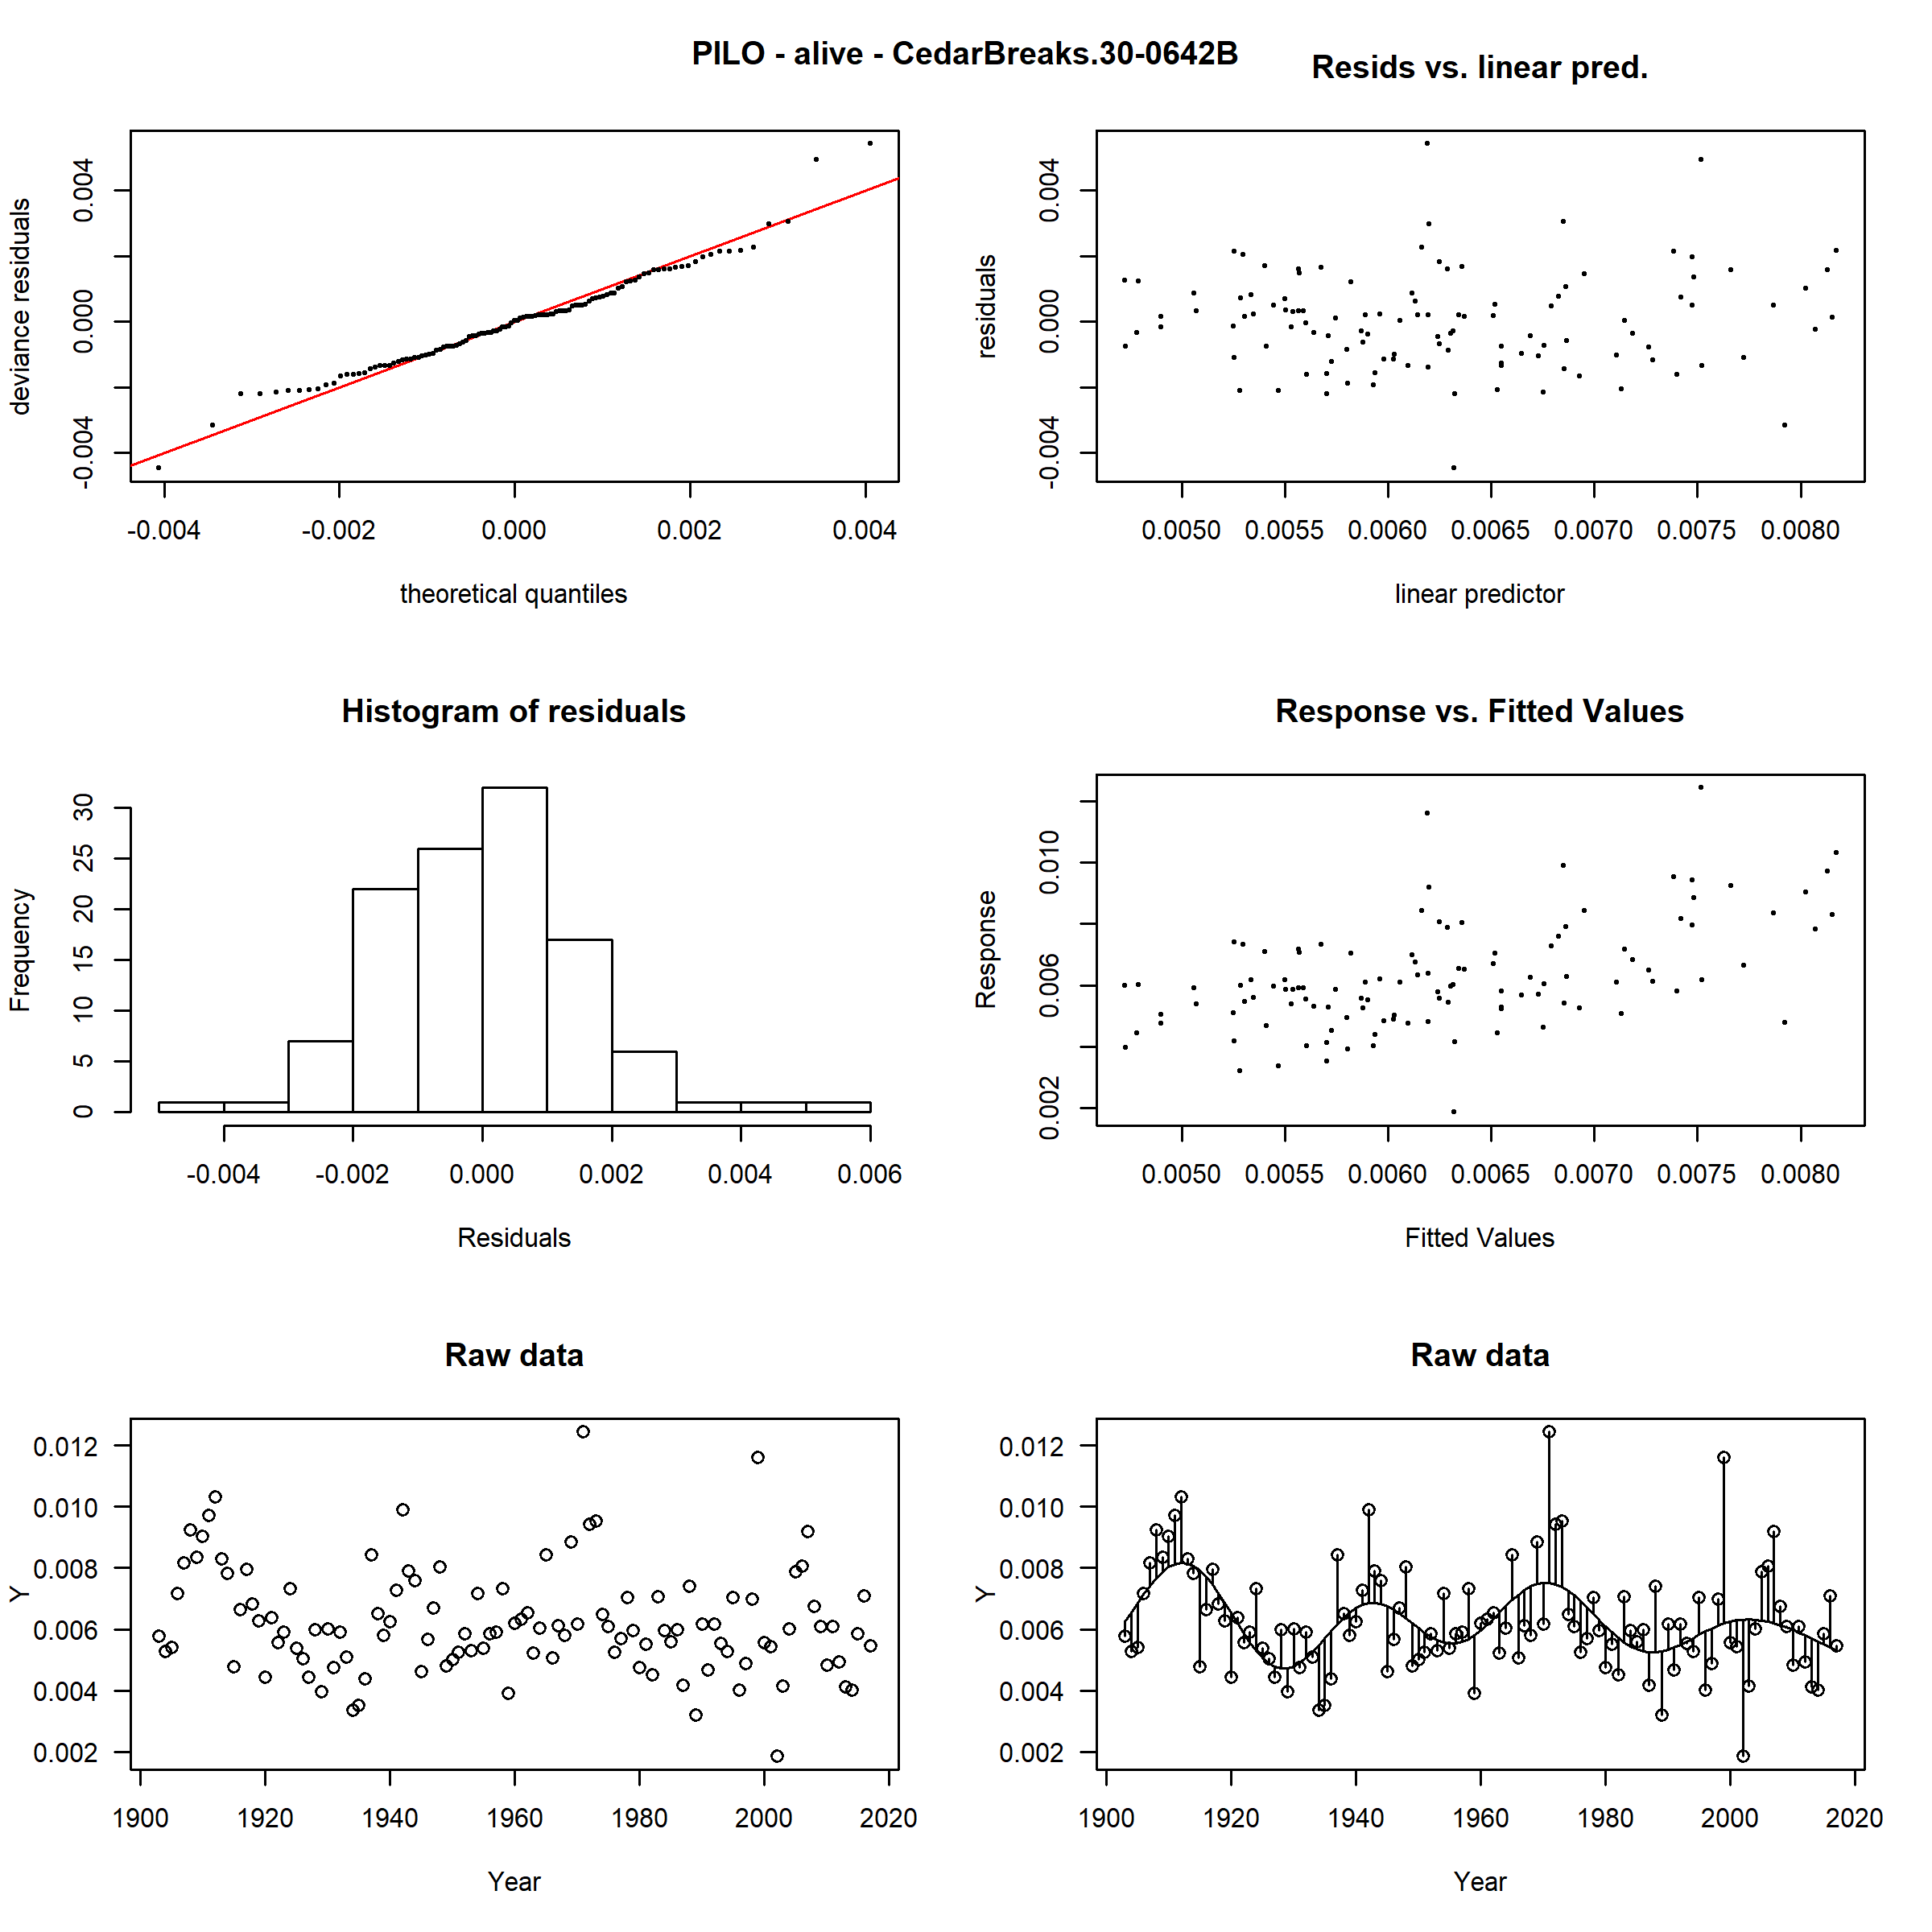 PILO - alive - CedarBreaks.30-0642B
deviance residuals
0.004
0.000
-0.004
-0.004 -0.002 0.000 0.002 0.004
theoretical quantiles
Resids vs. linear pred.
residuals
0.004
0.000
-0.004
0.0050 0.0055 0.0060 0.0065 0.0070 0.0075 0.0080
linear predictor
Histogram of residuals
Frequency
30
25
20
15
10
5
0
-0.004 -0.002 0.000 0.002 0.004 0.006
Residuals
Response vs. Fitted Values
Response
0.010
0.006
0.002
0.0050 0.0055 0.0060 0.0065 0.0070 0.0075 0.0080
Fitted Values
Raw data
Y
0.012
0.010
0.008
0.006
0.004
0.002
1900 1920 1940 1960 1980 2000 2020
Year
Raw data
Y
0.012
0.010
0.008
0.006
0.004
0.002
1900 1920 1940 1960 1980 2000 2020
Year